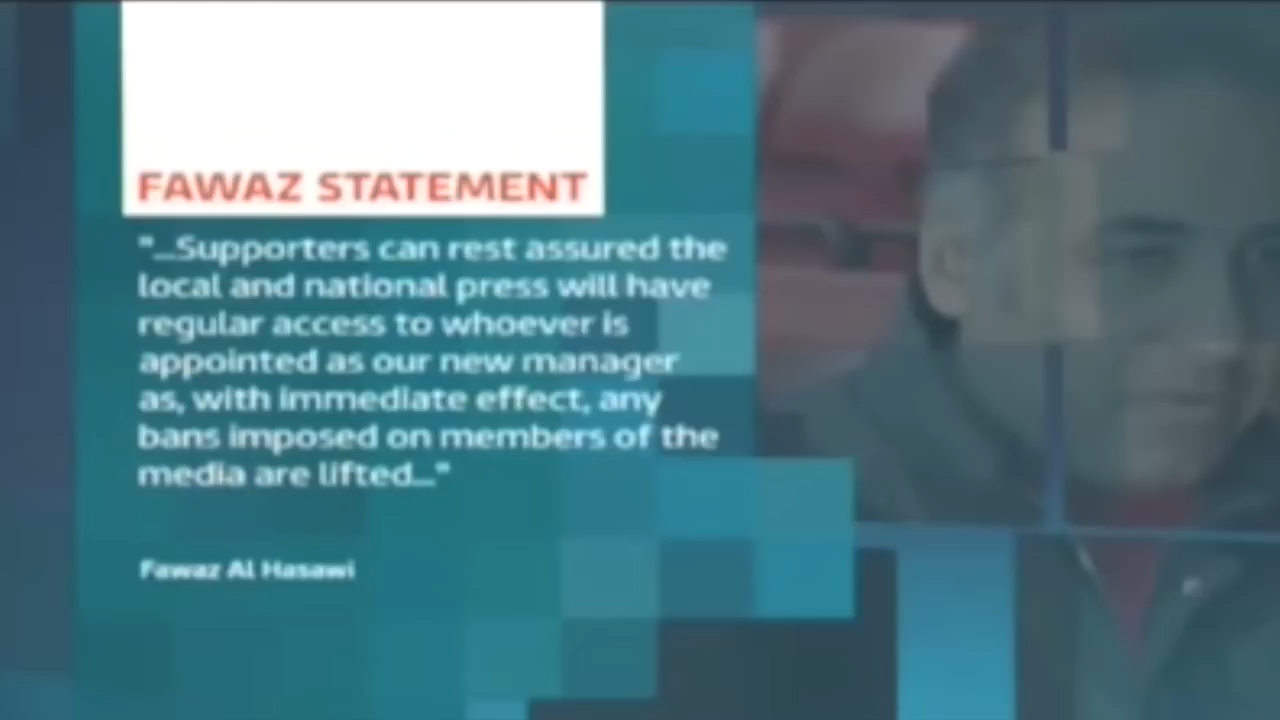 FAWAZ STATEMENT
"...Supporters can rest assured the
local and national press will have
regular access to whoever is
appointed as our new manager
as, with immediate effect, any
bans imposed on members of the
media are lifted..."
Fawaz Al Hasawi